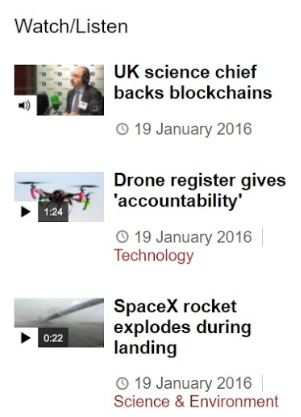 Watch/Listen
UK science chief
backs blockchains
19 January 2016
Drone register gives
'accountability'
1:24
19 January 2016
Technology
SpaceX rocket
explodes during
landing
0:22
19 January 2016
Science & Environment